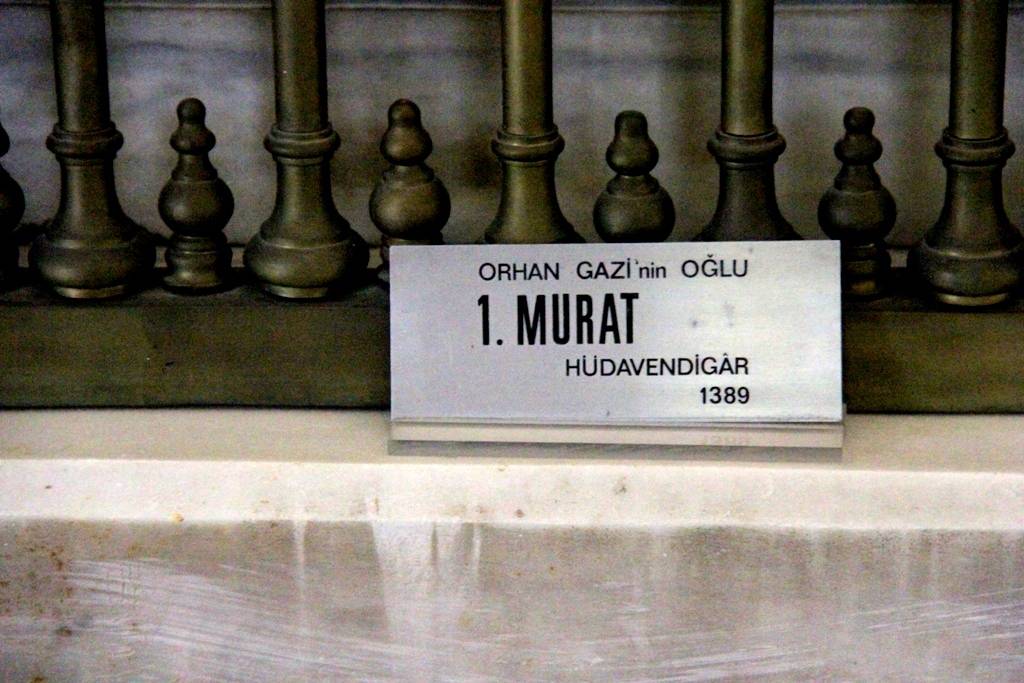 ORHAN GAZİ'nin OĞLU
1. MURAT
HÜDAVENDİGÂR
1389